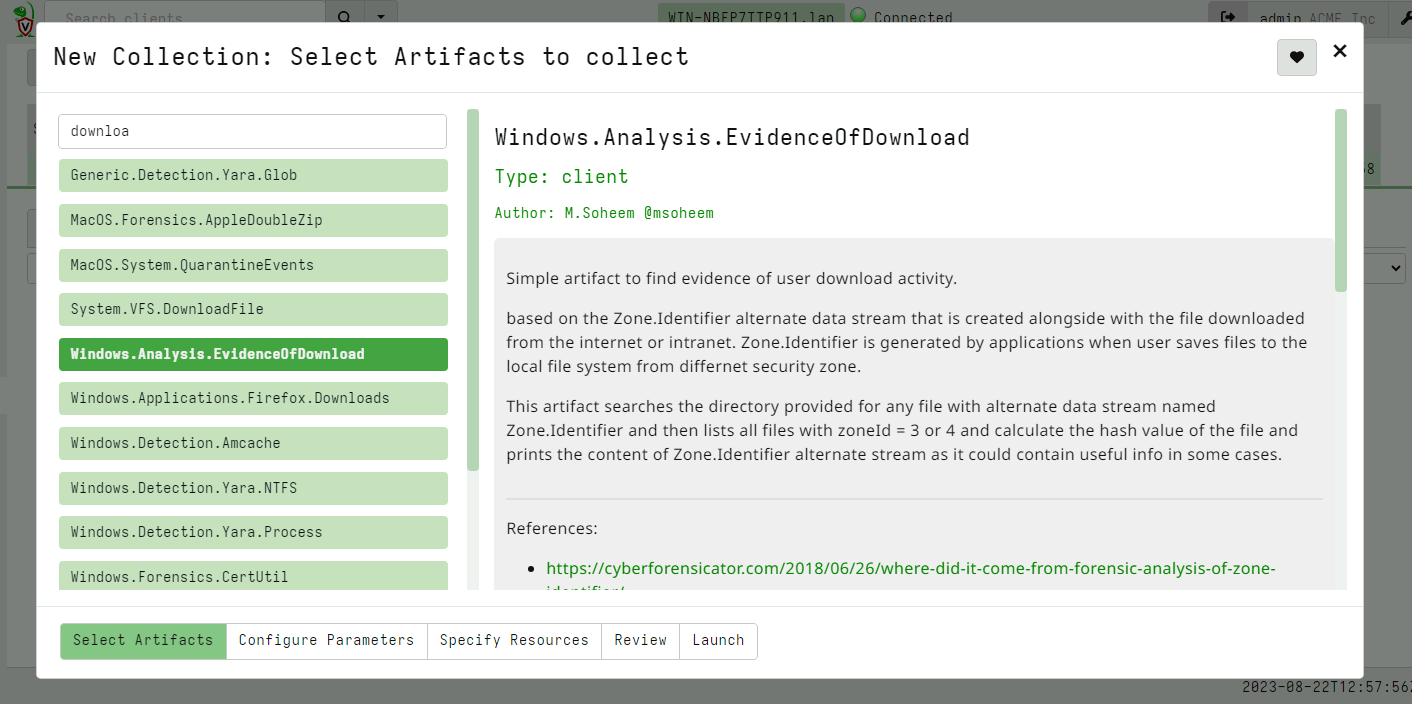 Search clients
WIN-NBFP7TTP911.lan
Connected
admin ACME Inc
New Collection: Select Artifacts to collect
downloa
Generic.Detection.Yara.Glob
MacOS.Forensics.AppleDoubleZip
MacOS.System.QuarantineEvents
System.VFS.DownloadFile
Windows.Analysis.EvidenceOfDownload
Windows.Applications.Firefox.Downloads
Windows.Detection.Amcache
Windows.Detection.Yara.NTFS
Windows.Detection.Yara.Process
Windows.Forensics.CertUtil
Windows.Analysis.EvidenceOfDownload
Type: client
Author: M.Soheem @msoheem
Simple artifact to find evidence of user download activity.
based on the Zone.Identifier alternate data stream that is created alongside with the file downloaded
from the internet or intranet. Zone.Identifier is generated by applications when user saves files to the
local file system from differnet security zone.
This artifact searches the directory provided for any file with alternate data stream named
Zone.Identifier and then lists all files with zoneId = 3 or 4 and calculate the hash value of the file and
prints the content of Zone.Identifier alternate stream as it could contain useful info in some cases.
References:
https://cyberforensicator.com/2018/06/26/where-did-it-come-from-forensic-analysis-of-zone-
identifier/
Select Artifacts
Configure Parameters
Specify Resources
Review
Launch
2023-08-22T12:57:56Z